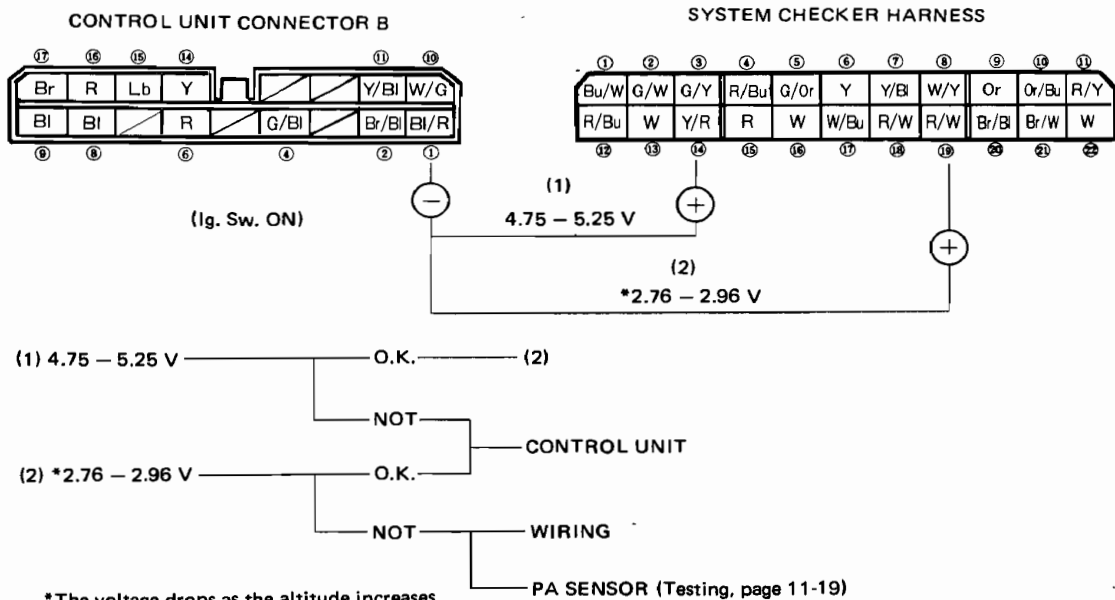 CONTROL UNIT CONNECTOR B
SYSTEM CHECKER HARNESS
⑰ ⑯ ⑮ ⑭ ⑪ ⑩
Br R Lb Y Y/Bl W/G
Bl Bl R G/Bl Br/Bl Bl/R
⑨ ⑧ ⑥ ④ ② ①
① ② ③ ④ ⑤ ⑥ ⑦ ⑧ ⑨ ⑩ ⑪
Bu/W G/W G/Y R/Bu G/Or Y Y/Bl W/Y Or Or/Bu R/Y
R/Bu W Y/R R W W/Bu R/W R/W Br/Bl Br/W W
⑫ ⑬ ⑭ ⑮ ⑯ ⑰ ⑱ ⑲ ⑳ ㉑ ㉒
(Ig. Sw. ON)
−
(1)
4.75 – 5.25 V
+
(2)
*2.76 – 2.96 V
+
(1) 4.75 – 5.25 V O.K. (2)
NOT
CONTROL UNIT
(2) *2.76 – 2.96 V O.K.
NOT WIRING
PA SENSOR (Testing, page 11-19)
*The voltage drops as the altitude increases